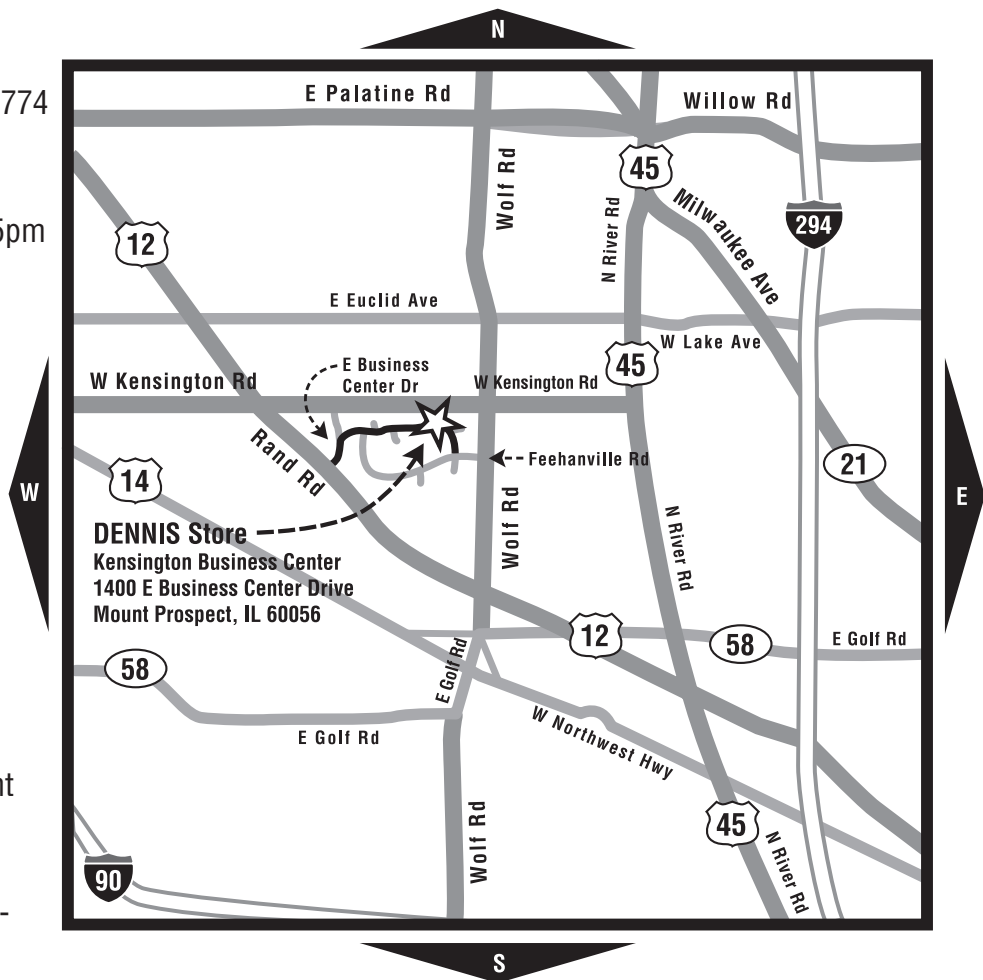 N
774
E Palatine Rd
Willow Rd
45
Wolf Rd
5pm
12
N River Rd
Milwaukee Ave
294
E Euclid Ave
W Lake Ave
45
E Business
Center Dr
W Kensington Rd
W Kensington Rd
Rand Rd
Feehanville Rd
21
14
W
E
Wolf Rd
N River Rd
DENNIS Store
Kensington Business Center
1400 E Business Center Drive
Mount Prospect, IL 60056
12
58
E Golf Rd
58
E Golf Rd
E Golf Rd
W Northwest Hwy
nt
45
Wolf Rd
N River Rd
90
-
S